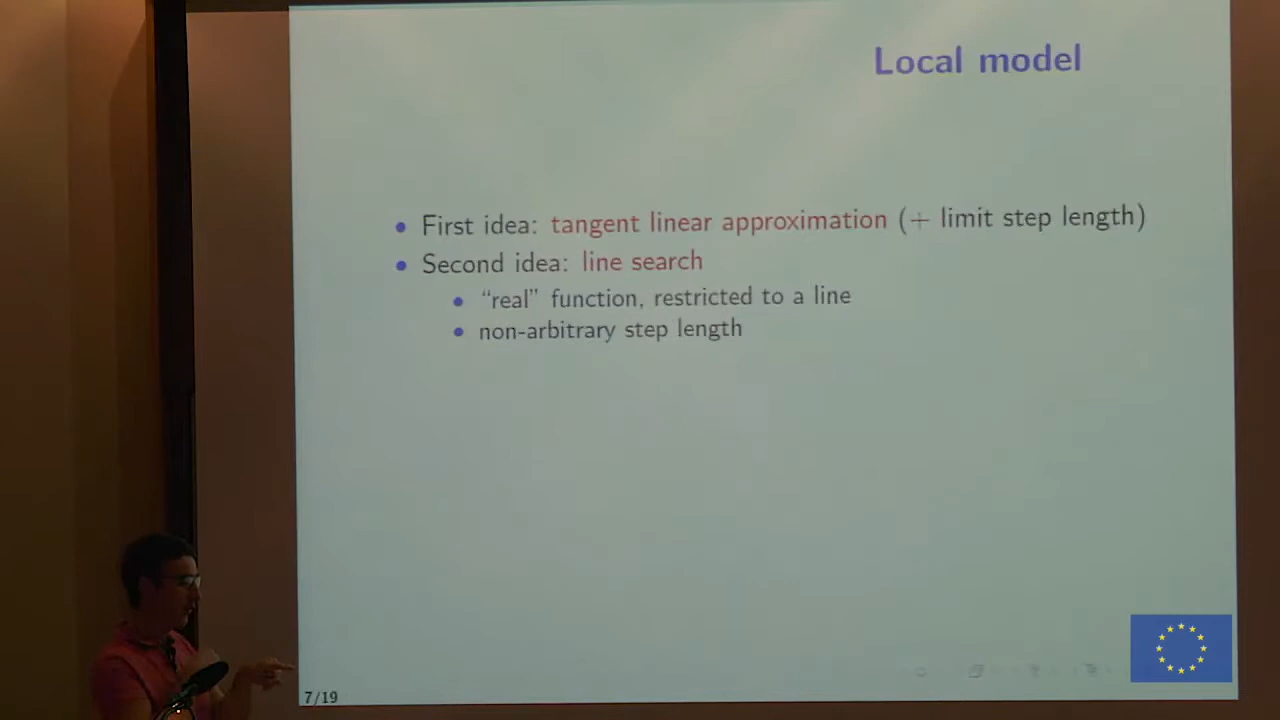 Local model
• First idea: tangent linear approximation (+ limit step length)
• Second idea: line search
• “real” function, restricted to a line
• non-arbitrary step length
7/19